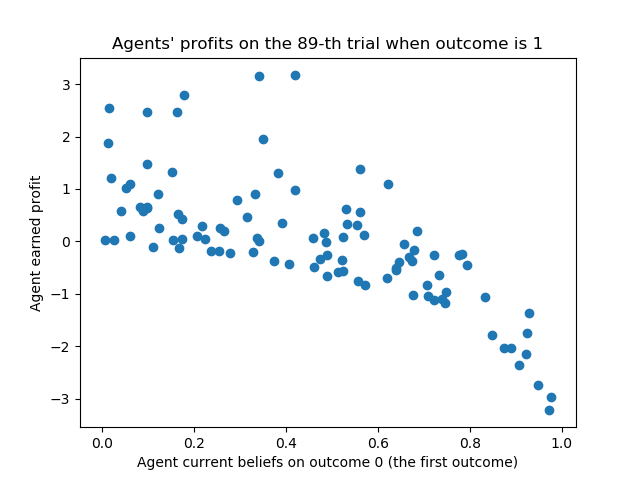 Agents' profits on the 89-th trial when outcome is 1
3
2
1
0
−1
−2
−3
Agent earned profit
0.0 0.2 0.4 0.6 0.8 1.0
Agent current beliefs on outcome 0 (the first outcome)